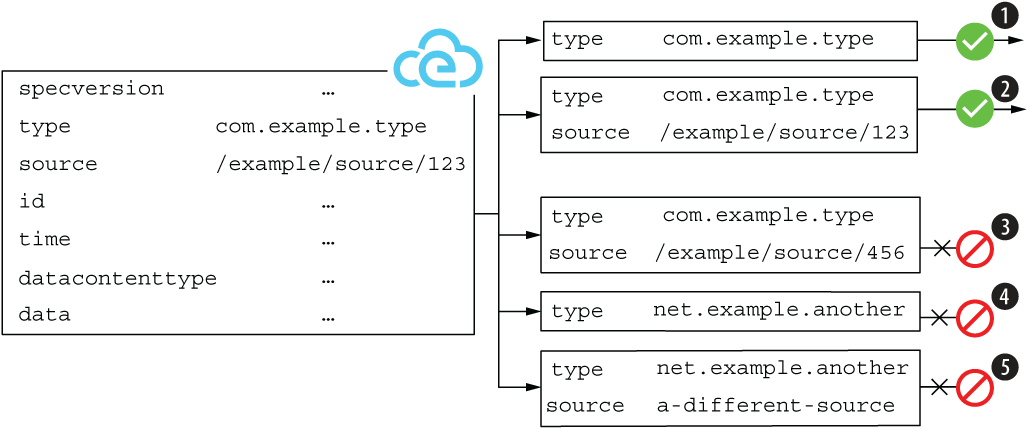 specversion …
type com.example.type
source /example/source/123
id …
time …
datacontenttype …
data …
type com.example.type
1
type com.example.type
source /example/source/123
2
type com.example.type
source /example/source/456
3
type net.example.another
4
type net.example.another
source a-different-source
5